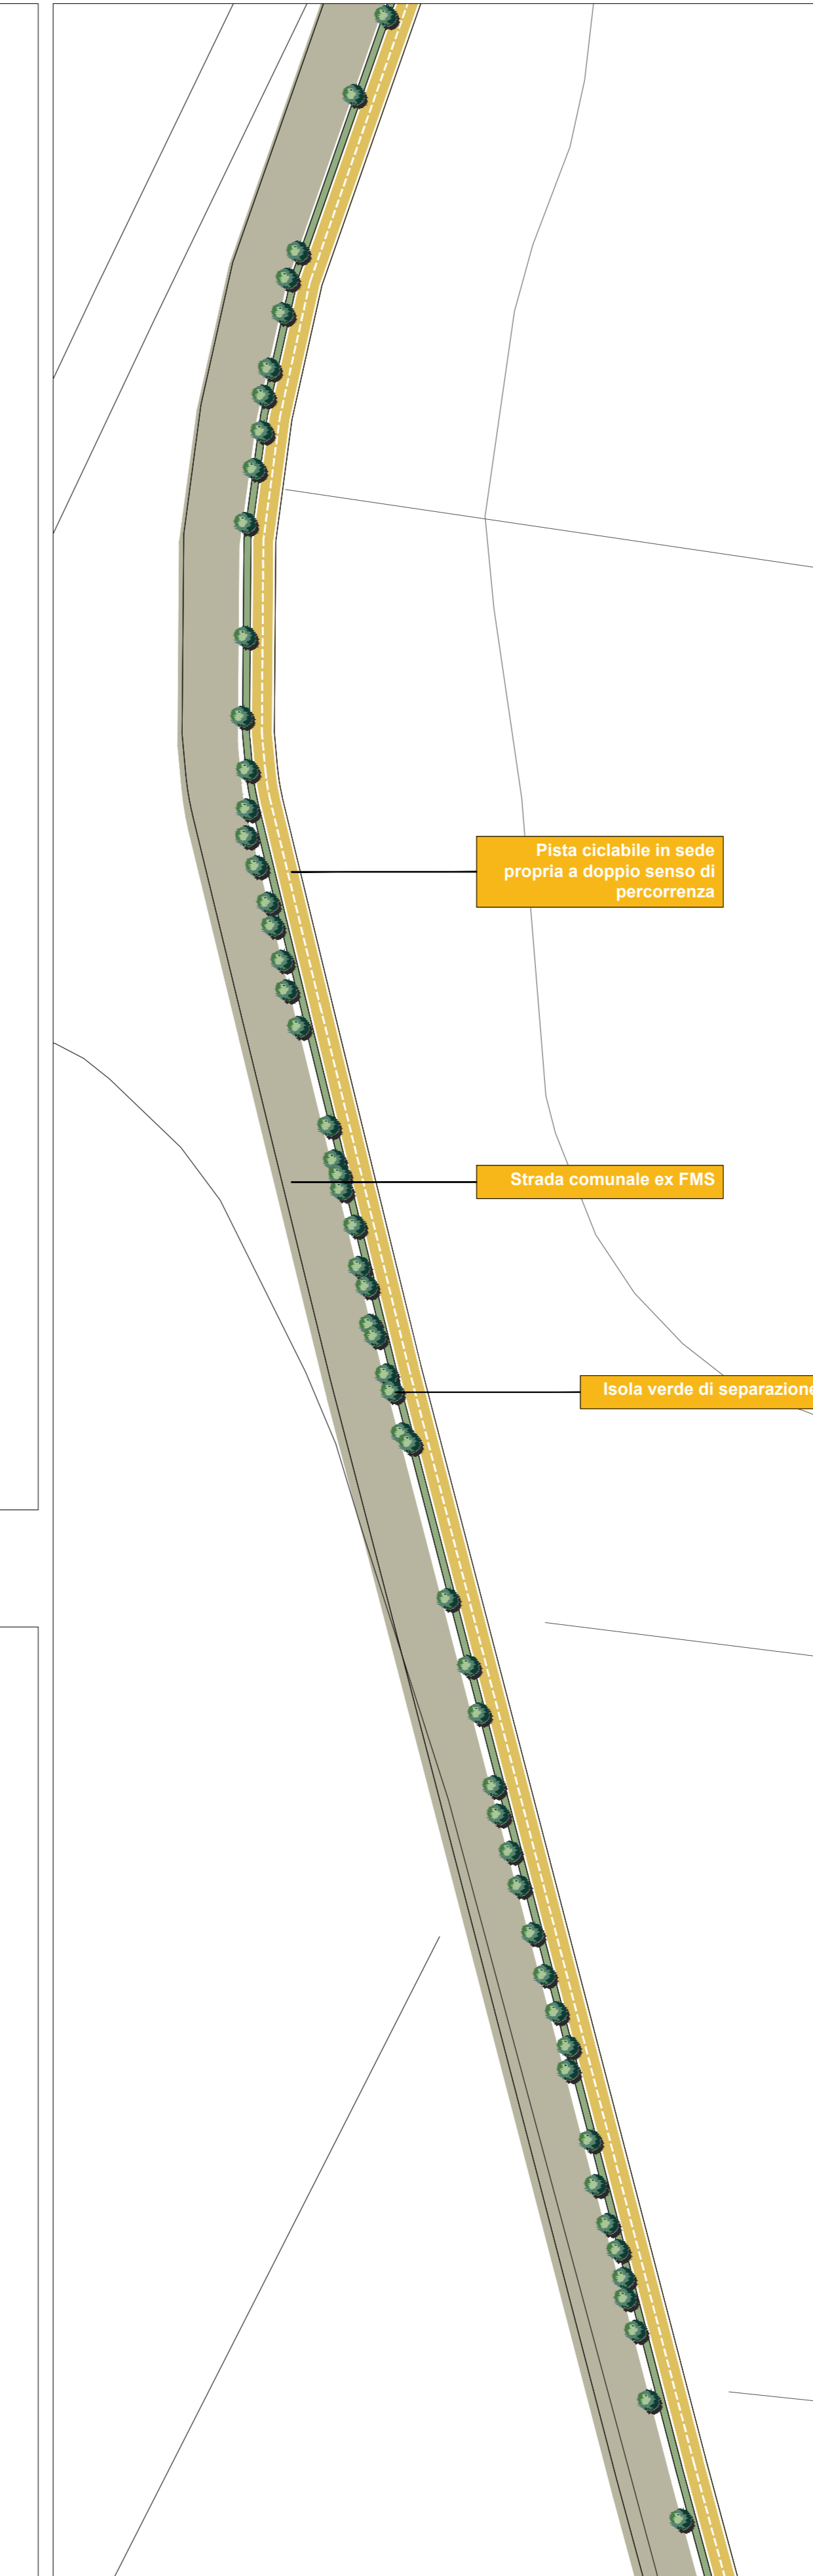 Pista ciclabile in sede
propria a doppio senso di
percorrenza
Strada comunale ex FMS
Isola verde di separazione